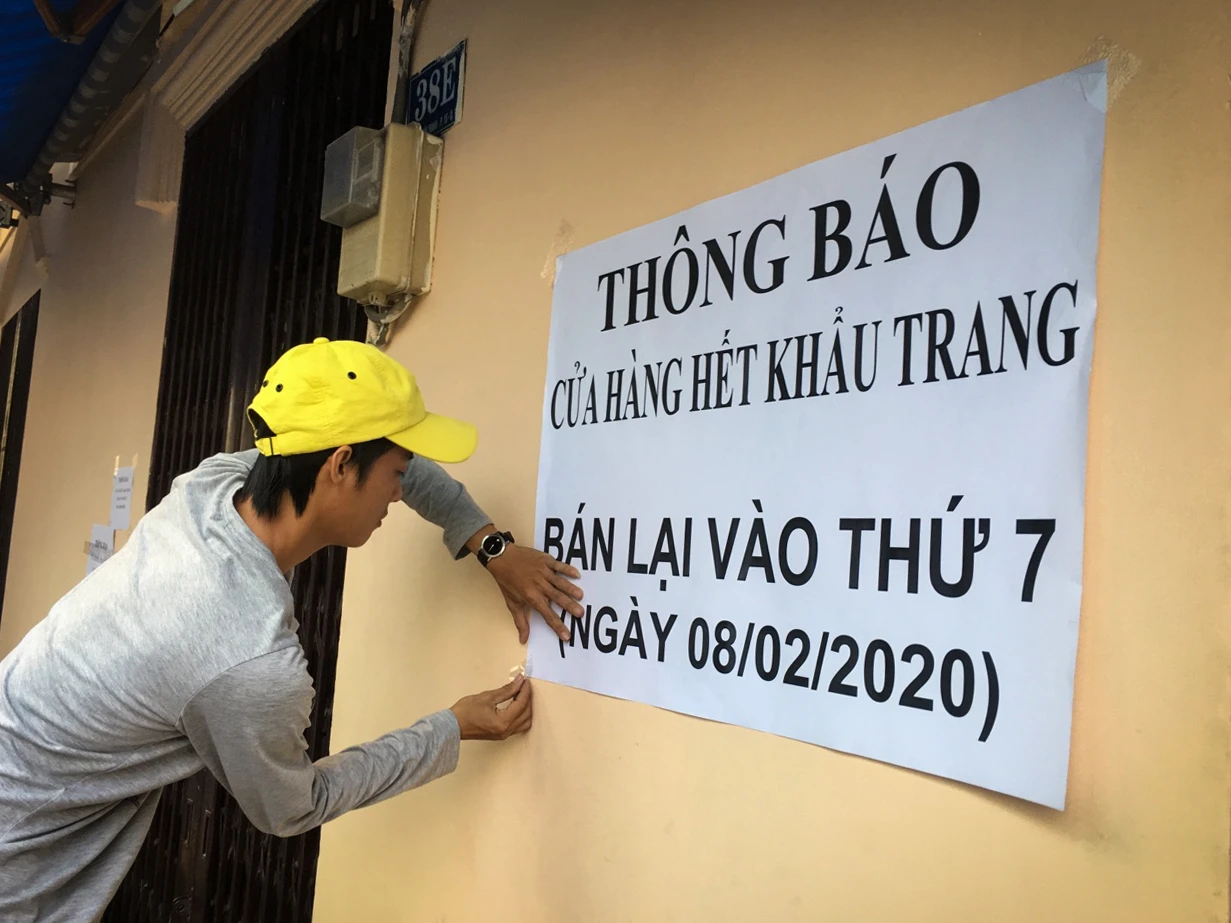 38E
THÔNG BÁO
CỬA HÀNG HẾT KHẨU TRANG
BÁN LẠI VÀO THỨ 7
(NGÀY 08/02/2020)